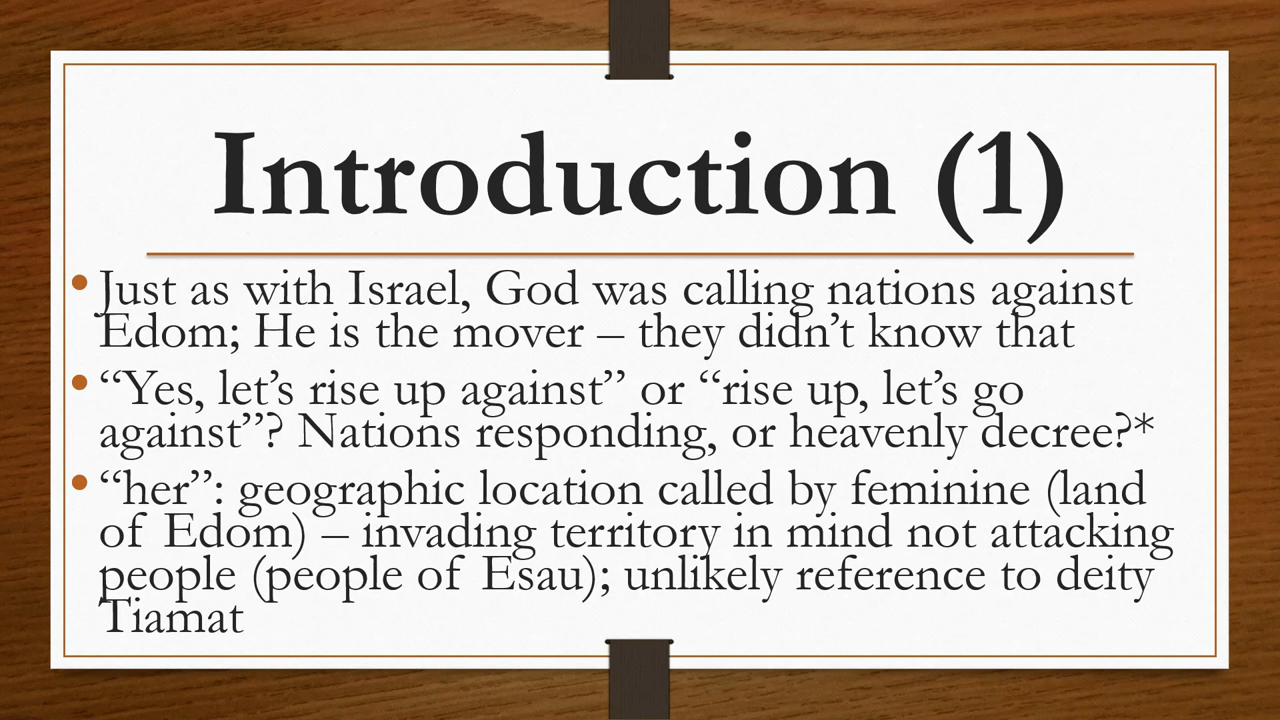 Introduction (1)
• Just as with Israel, God was calling nations against
Edom; He is the mover – they didn’t know that
• “Yes, let’s rise up against” or “rise up, let’s go
against”? Nations responding, or heavenly decree?*
• “her”: geographic location called by feminine (land
of Edom) – invading territory in mind not attacking
people (people of Esau); unlikely reference to deity
Tiamat